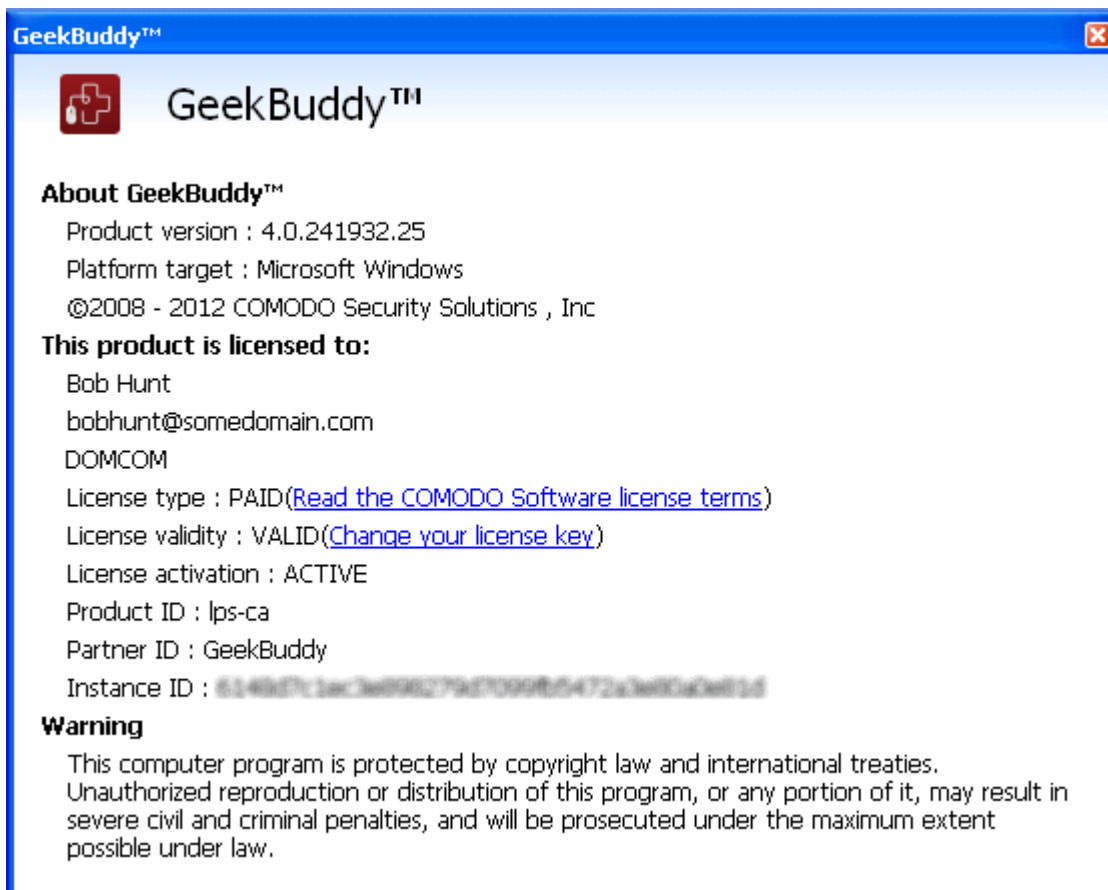 GeekBuddy™
GeekBuddy™
About GeekBuddy™
Product version : 4.0.241932.25
Platform target : Microsoft Windows
©2008 - 2012 COMODO Security Solutions , Inc
This product is licensed to:
Bob Hunt
bobhunt@somedomain.com
DOMCOM
License type : PAID(Read the COMODO Software license terms)
License validity : VALID(Change your license key)
License activation : ACTIVE
Product ID : lps-ca
Partner ID : GeekBuddy
Instance ID :
Warning
This computer program is protected by copyright law and international treaties.
Unauthorized reproduction or distribution of this program, or any portion of it, may result in
severe civil and criminal penalties, and will be prosecuted under the maximum extent
possible under law.